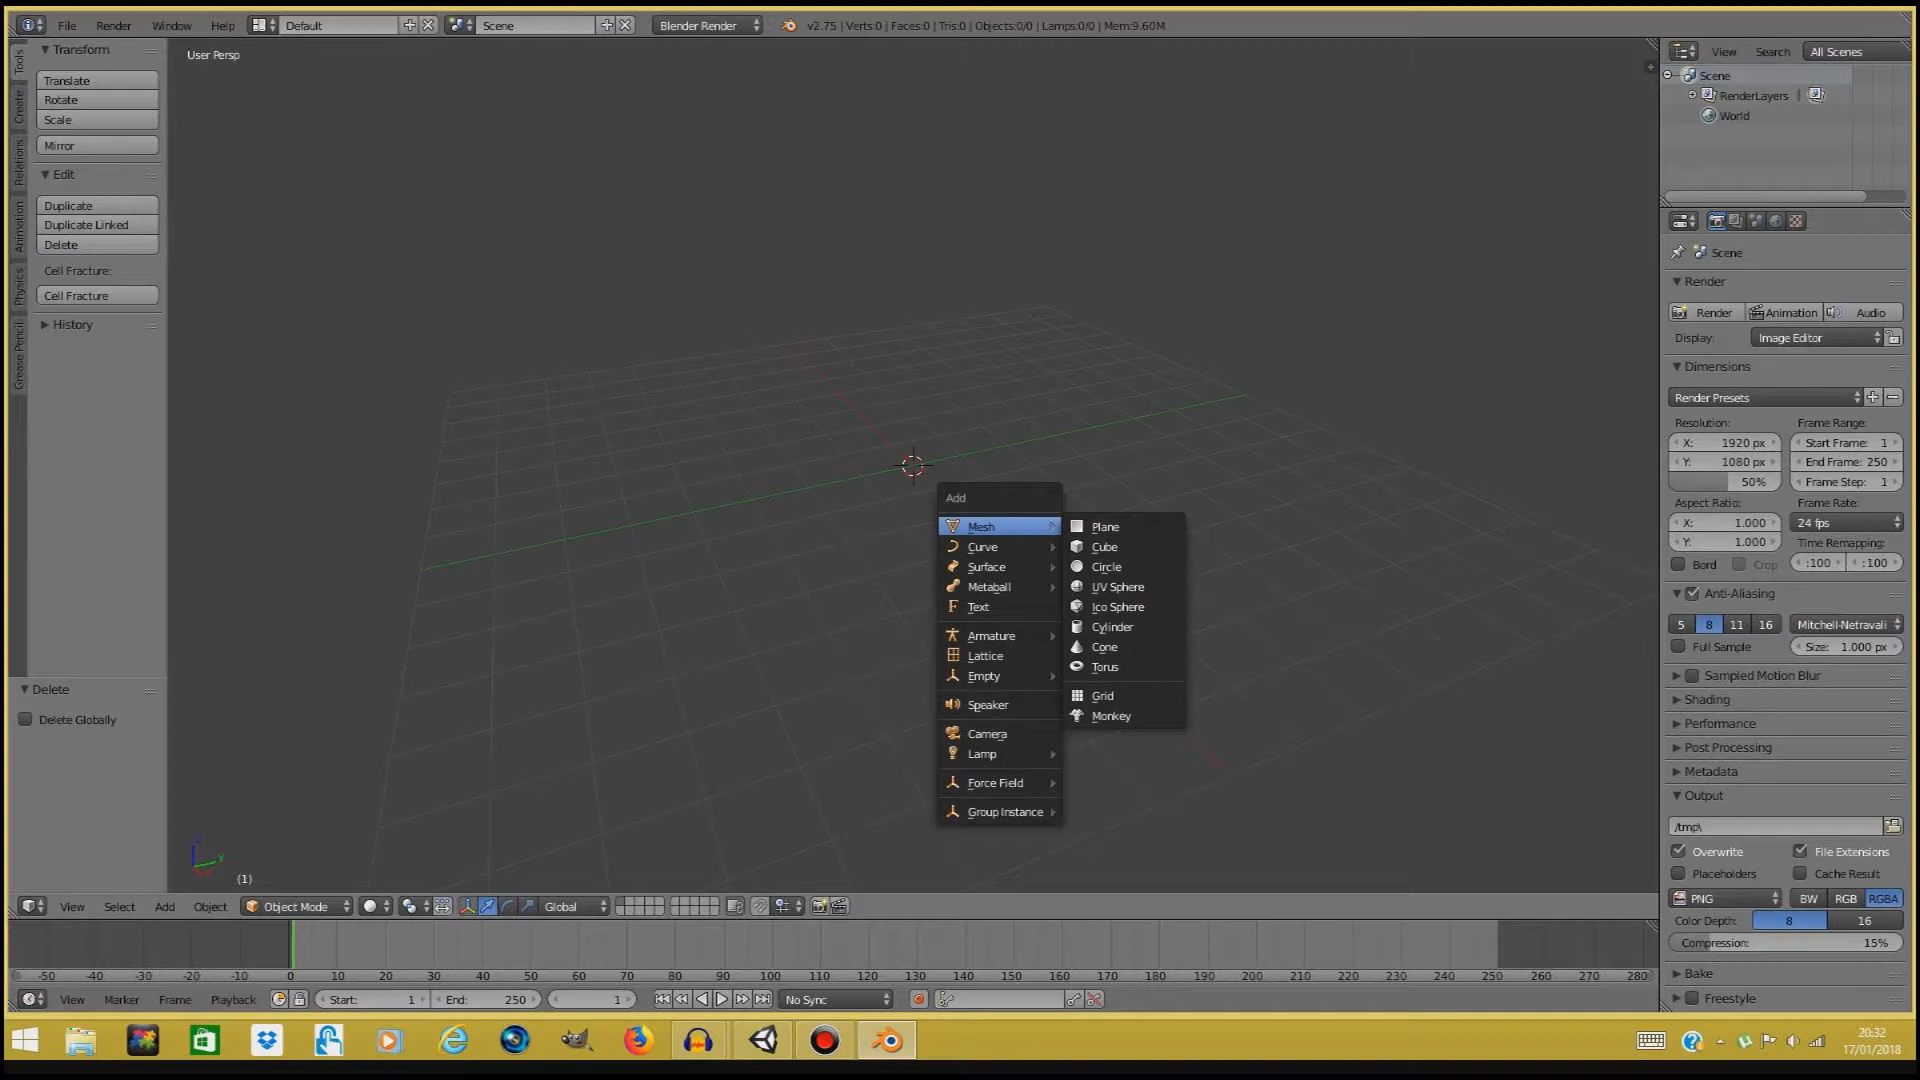 File Render Window Help Default Scene Blender Render v2.75 | Verts:0 | Faces:0 | Tris:0 | Objects:0/0 | Lamps:0/0 | Mem:9.60M
Tools
Create
Relations
Animation
Physics
Grease Pencil
Transform
Translate
Rotate
Scale
Mirror
Edit
Duplicate
Duplicate Linked
Delete
Cell Fracture:
Cell Fracture
History
Delete
Delete Globally
User Persp
Add
Mesh
Curve
Surface
Metaball
Text
Armature
Lattice
Empty
Speaker
Camera
Lamp
Force Field
Group Instance
Plane
Cube
Circle
UV Sphere
Ico Sphere
Cylinder
Cone
Torus
Grid
Monkey
y
(1)
View Select Add Object Object Mode Global
-50 -40 -30 -20 -10 0 10 20 30 40 50 60 70 80 90 100 110 120 130 140 150 160 170 180 190 200 210 220 230 240 250 260 270 280
View Marker Frame Playback Start: 1 End: 250 1 No Sync
View Search All Scenes
Scene
RenderLayers
World
Scene
Render
Render Animation Audio
Display: Image Editor
Dimensions
Render Presets
Resolution: Frame Range:
X: 1920 px Start Frame: 1
Y: 1080 px End Frame: 250
50% Frame Step: 1
Aspect Ratio: Frame Rate:
X: 1.000 24 fps
Y: 1.000 Time Remapping:
Bord Crop :100 :100
Anti-Aliasing
5 8 11 16 Mitchell-Netravali
Full Sample Size: 1.000 px
Sampled Motion Blur
Shading
Performance
Post Processing
Metadata
Output
/tmp\
Overwrite File Extensions
Placeholders Cache Result
PNG BW RGB RGBA
Color Depth: 8 16
Compression: 15%
Bake
Freestyle
20:32
17/01/2018